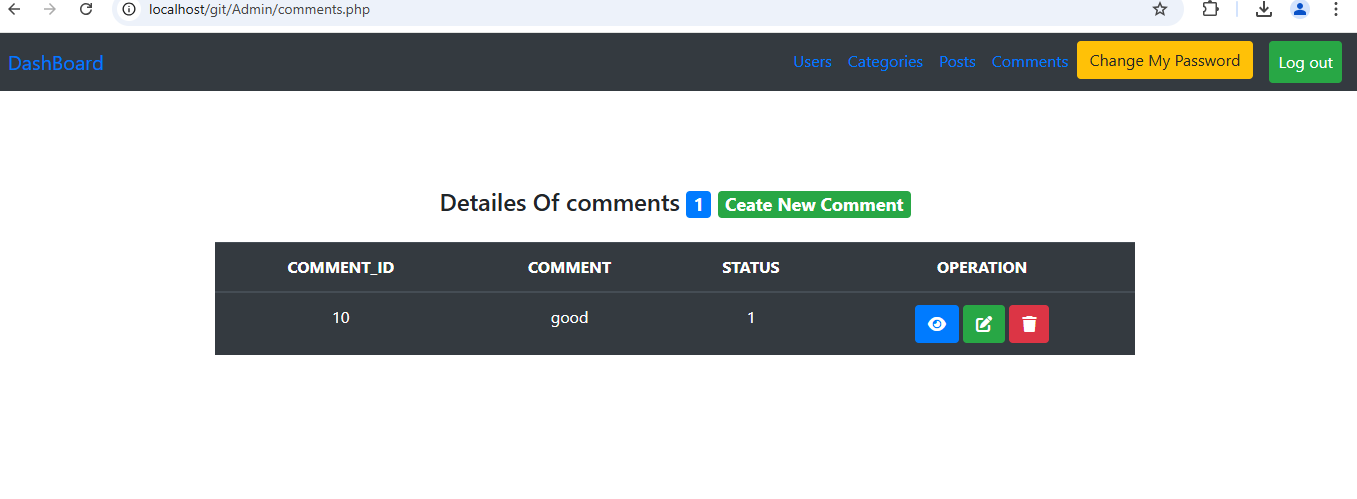 localhost/git/Admin/comments.php
DashBoard Users Categories Posts Comments Change My Password Log out
Detailes Of comments 1 Ceate New Comment
COMMENT_ID COMMENT STATUS OPERATION
10 good 1